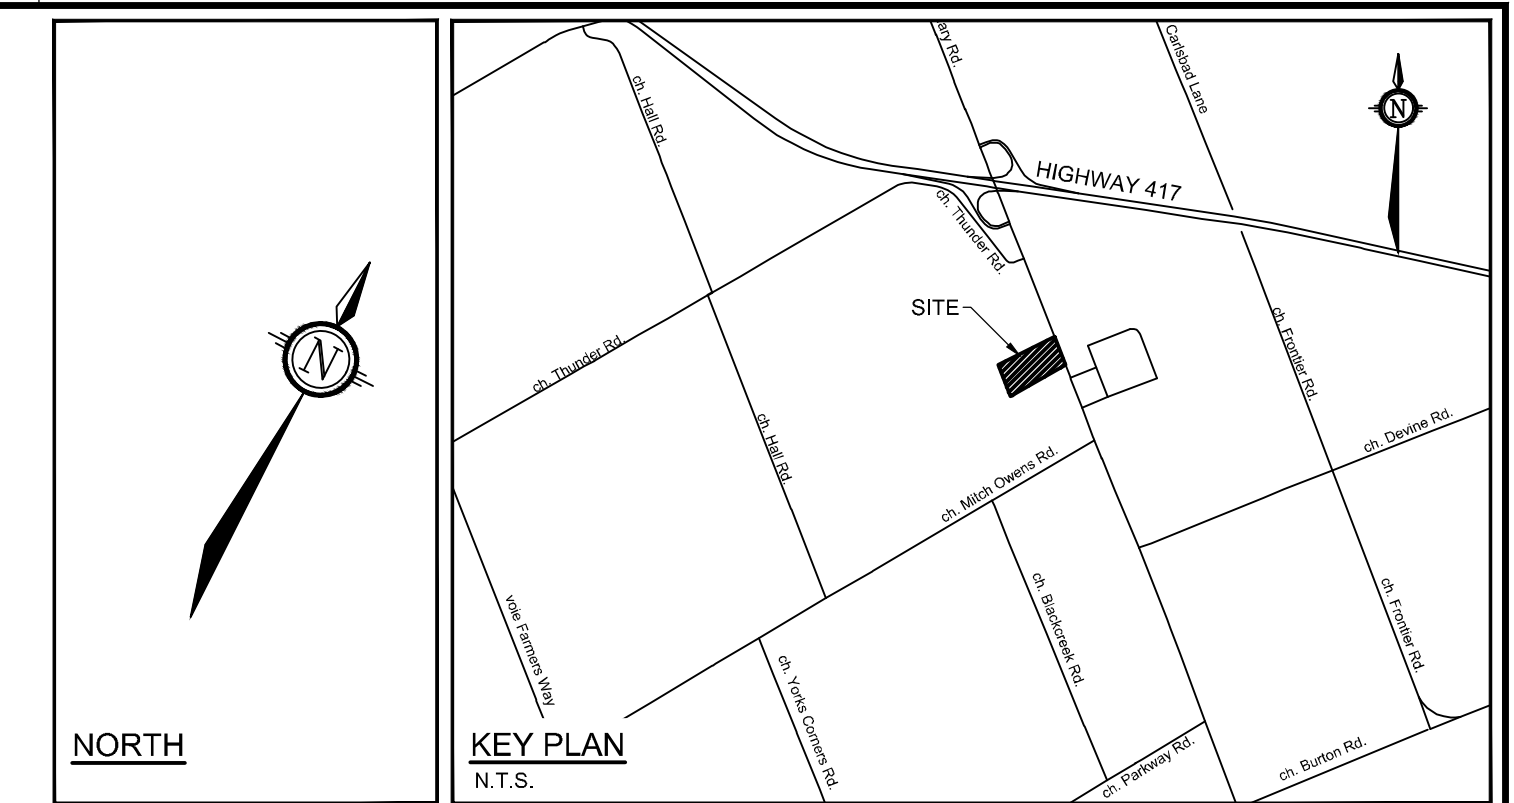 ary Rd.
Carlsbad Lane
ch. Hall Rd.
N
HIGHWAY 417
ch. Thunder Rd.
SITE
ch. Frontier Rd.
N
ch. Thunder Rd.
ch. Hall Rd.
ch. Devine Rd.
ch. Mitch Owens Rd.
ch. Blackcreek Rd.
ch. Frontier Rd.
voie Farmers Way
ch. Yorks Corners Rd.
ch. Parkway Rd.
ch. Burton Rd.
NORTH
KEY PLAN
N.T.S.